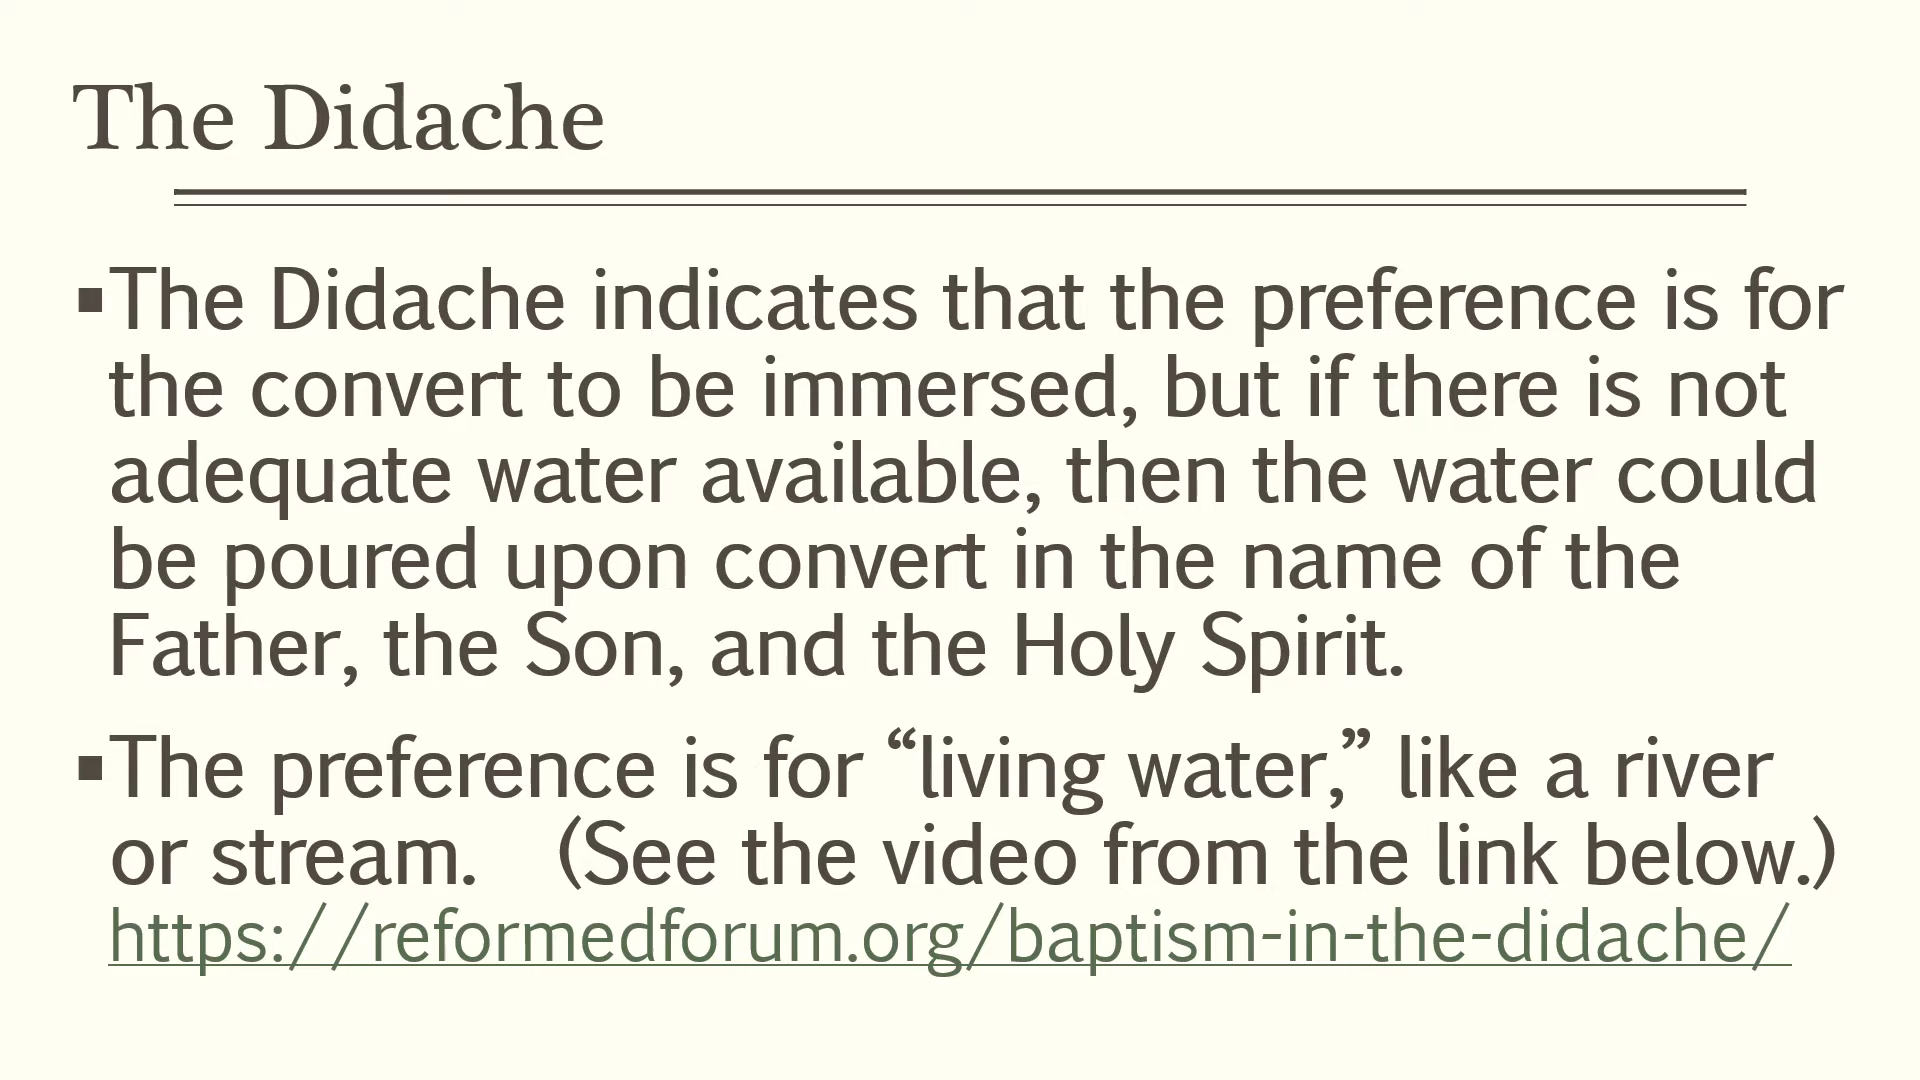 The Didache
▪The Didache indicates that the preference is for
the convert to be immersed, but if there is not
adequate water available, then the water could
be poured upon convert in the name of the
Father, the Son, and the Holy Spirit.
▪The preference is for “living water,” like a river
or stream.   (See the video from the link below.)
https://reformedforum.org/baptism-in-the-didache/